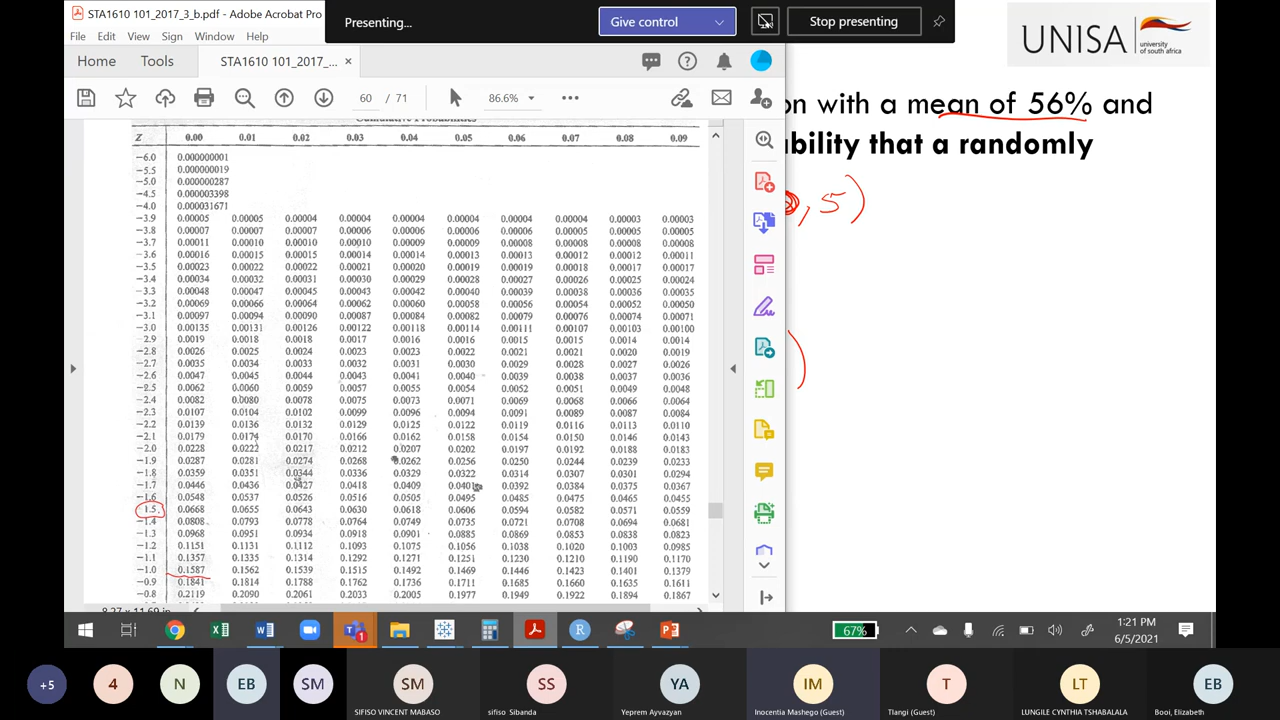 STA1610 101_2017_3_b.pdf - Adobe Acrobat Pro
Presenting...
Give control
Stop presenting
File Edit View Sign Window Help
Home Tools STA1610 101_2017_... ×
60 / 71 86.6%
UNISA university of south africa
on with a mean of 56% and
bility that a randomly
, 5)
)
Cumulative Probabilities
Z 0.00 0.01 0.02 0.03 0.04 0.05 0.06 0.07 0.08 0.09
−6.0 0.000000001
−5.5 0.000000019
−5.0 0.000000287
−4.5 0.000003398
−4.0 0.000031671
−3.9 0.00005 0.00005 0.00004 0.00004 0.00004 0.00004 0.00004 0.00004 0.00003 0.00003
−3.8 0.00007 0.00007 0.00007 0.00006 0.00006 0.00006 0.00006 0.00005 0.00005 0.00005
−3.7 0.00011 0.00010 0.00010 0.00010 0.00009 0.00009 0.00008 0.00008 0.00008 0.00008
−3.6 0.00016 0.00015 0.00015 0.00014 0.00014 0.00013 0.00013 0.00012 0.00012 0.00011
−3.5 0.00023 0.00022 0.00022 0.00021 0.00020 0.00019 0.00019 0.00018 0.00017 0.00017
−3.4 0.00034 0.00032 0.00031 0.00030 0.00029 0.00028 0.00027 0.00026 0.00025 0.00024
−3.3 0.00048 0.00047 0.00045 0.00043 0.00042 0.00040 0.00039 0.00038 0.00036 0.00035
−3.2 0.00069 0.00066 0.00064 0.00062 0.00060 0.00058 0.00056 0.00054 0.00052 0.00050
−3.1 0.00097 0.00094 0.00090 0.00087 0.00084 0.00082 0.00079 0.00076 0.00074 0.00071
−3.0 0.00135 0.00131 0.00126 0.00122 0.00118 0.00114 0.00111 0.00107 0.00103 0.00100
−2.9 0.0019 0.0018 0.0018 0.0017 0.0016 0.0016 0.0015 0.0015 0.0014 0.0014
−2.8 0.0026 0.0025 0.0024 0.0023 0.0023 0.0022 0.0021 0.0021 0.0020 0.0019
−2.7 0.0035 0.0034 0.0033 0.0032 0.0031 0.0030 0.0029 0.0028 0.0027 0.0026
−2.6 0.0047 0.0045 0.0044 0.0043 0.0041 0.0040 0.0039 0.0038 0.0037 0.0036
−2.5 0.0062 0.0060 0.0059 0.0057 0.0055 0.0054 0.0052 0.0051 0.0049 0.0048
−2.4 0.0082 0.0080 0.0078 0.0075 0.0073 0.0071 0.0069 0.0068 0.0066 0.0064
−2.3 0.0107 0.0104 0.0102 0.0099 0.0096 0.0094 0.0091 0.0089 0.0087 0.0084
−2.2 0.0139 0.0136 0.0132 0.0129 0.0125 0.0122 0.0119 0.0116 0.0113 0.0110
−2.1 0.0179 0.0174 0.0170 0.0166 0.0162 0.0158 0.0154 0.0150 0.0146 0.0143
−2.0 0.0228 0.0222 0.0217 0.0212 0.0207 0.0202 0.0197 0.0192 0.0188 0.0183
−1.9 0.0287 0.0281 0.0274 0.0268 0.0262 0.0256 0.0250 0.0244 0.0239 0.0233
−1.8 0.0359 0.0351 0.0344 0.0336 0.0329 0.0322 0.0314 0.0307 0.0301 0.0294
−1.7 0.0446 0.0436 0.0427 0.0418 0.0409 0.0401 0.0392 0.0384 0.0375 0.0367
−1.6 0.0548 0.0537 0.0526 0.0516 0.0505 0.0495 0.0485 0.0475 0.0465 0.0455
1.5 0.0668 0.0655 0.0643 0.0630 0.0618 0.0606 0.0594 0.0582 0.0571 0.0559
−1.4 0.0808 0.0793 0.0778 0.0764 0.0749 0.0735 0.0721 0.0708 0.0694 0.0681
−1.3 0.0968 0.0951 0.0934 0.0918 0.0901 0.0885 0.0869 0.0853 0.0838 0.0823
−1.2 0.1151 0.1131 0.1112 0.1093 0.1075 0.1056 0.1038 0.1020 0.1003 0.0985
−1.1 0.1357 0.1335 0.1314 0.1292 0.1271 0.1251 0.1230 0.1210 0.1190 0.1170
−1.0 0.1587 0.1562 0.1539 0.1515 0.1492 0.1469 0.1446 0.1423 0.1401 0.1379
−0.9 0.1841 0.1814 0.1788 0.1762 0.1736 0.1711 0.1685 0.1660 0.1635 0.1611
−0.8 0.2119 0.2090 0.2061 0.2033 0.2005 0.1977 0.1949 0.1922 0.1894 0.1867
8.27 x 11.69 in
67% 1:21 PM
6/5/2021
+5 4 N EB SM SM SS YA IM T LT EB
SIFISO VINCENT MABASO sifiso Sibanda Yeprem Ayvazyan Inocentia Mashego (Guest) Tlangi (Guest) LUNGILE CYNTHIA TSHABALALA Booi, Elizabeth